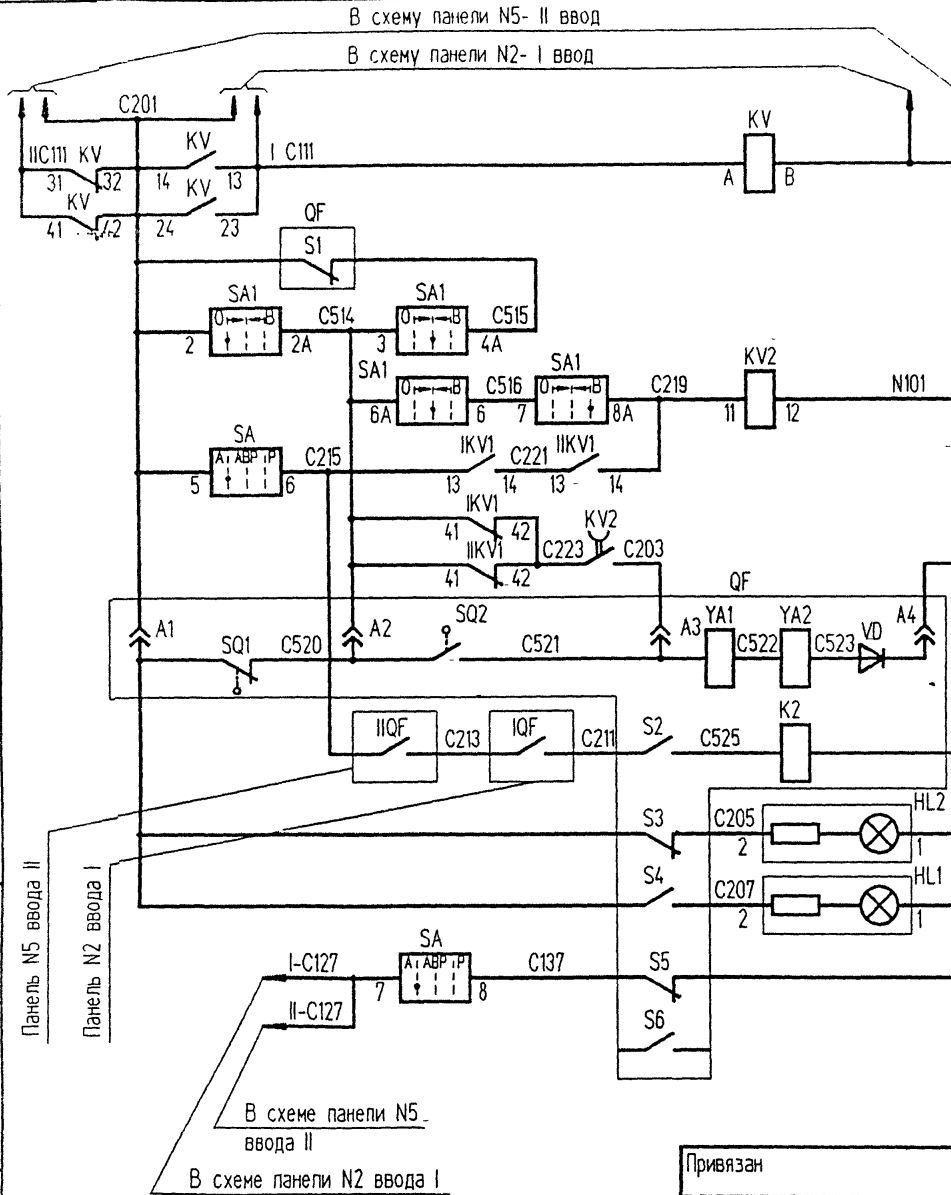 В схему панели N5- II ввод
В схему панели N2- I ввод
C201
KV
IIC111 KV
KV
I C111
31
32
14
13
A
B
KV
KV
41
42
24
23
QF
S1
SA1
O
B
C514
SA1
O
B
C515
2
2A
3
4A
SA1
O
B
C516
SA1
O
B
C219
KV2
N101
6A
6
7
8A
11
12
SA
A
АВР
Р
C215
IKV1
C221
IIKV1
5
6
13
14
13
14
IKV1
41
42
KV2
IIKV1
C223
C203
41
42
QF
A1
SQ1
C520
A2
SQ2
C521
A3
YA1
C522
YA2
C523
VD
A4
IIQF
C213
IQF
C211
S2
C525
K2
S3
C205
HL2
2
1
S4
C207
HL1
2
1
Панель N5 ввода II
Панель N2 ввода I
SA
I-C127
A
АВР
Р
C137
S5
7
8
II-C127
S6
В схеме панели N5
ввода II
В схеме панели N2 ввода I
Привязан